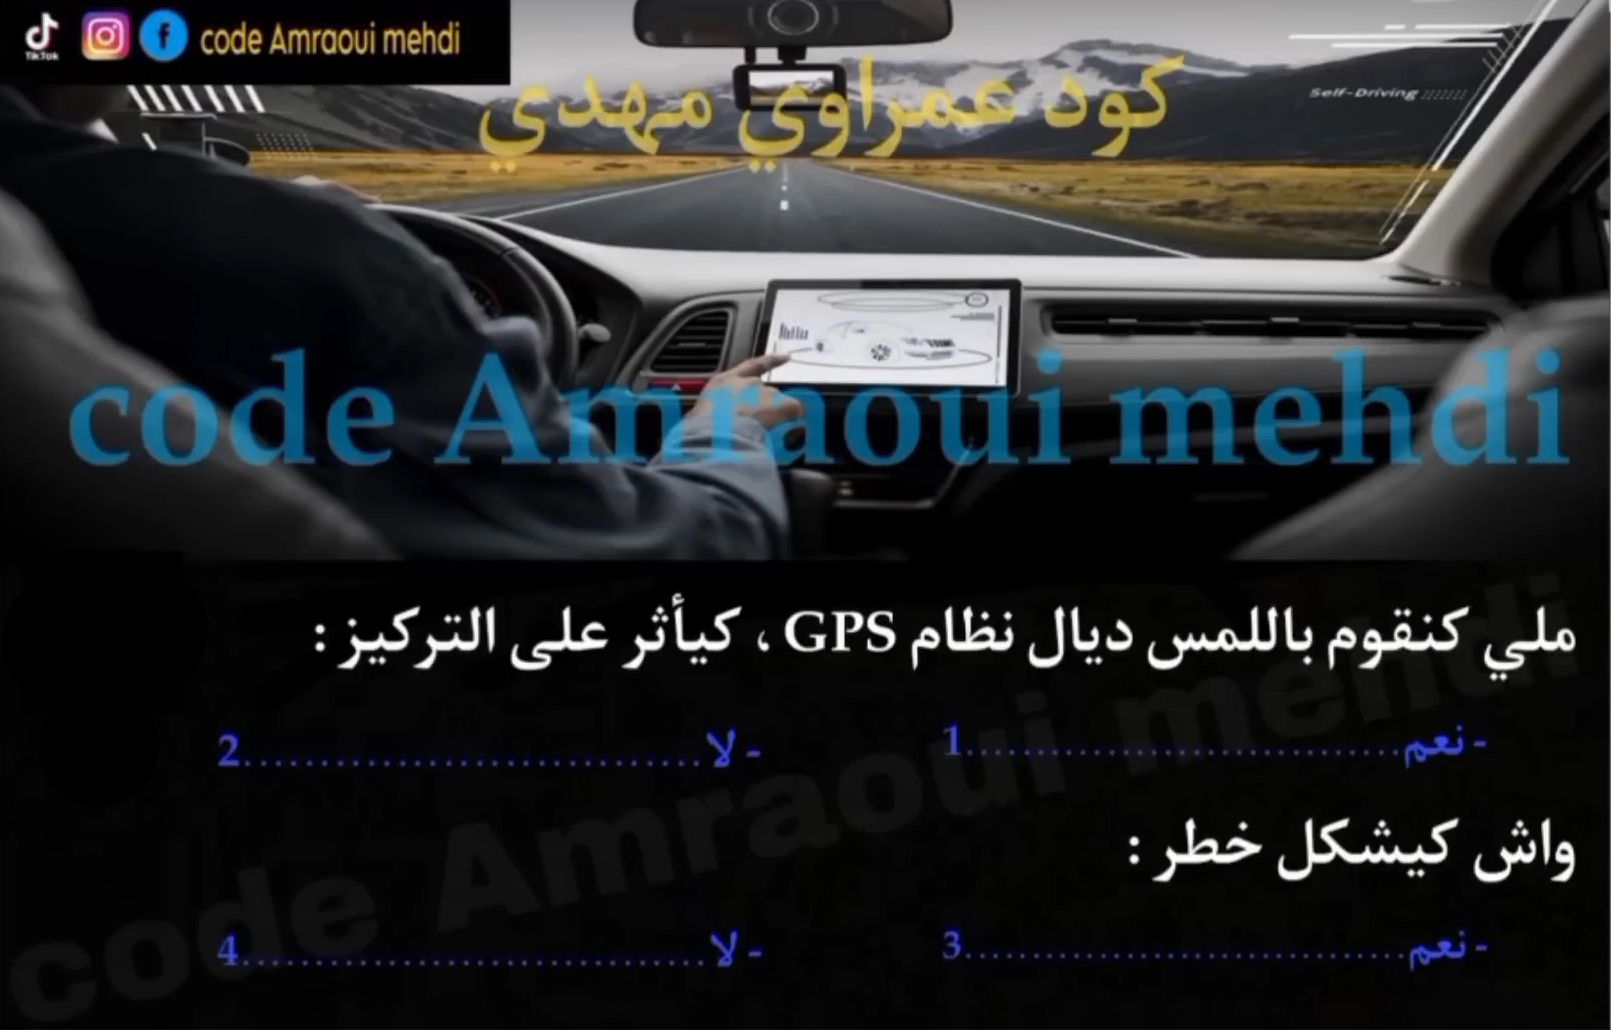 TikTok
code Amraoui mehdi
كود عمراوي مهدي
Self-Driving
code Amraoui mehdi
ملي كنقوم باللمس ديال نظام GPS ، كيأثر على التركيز :
- نعم...............................1 - لا................................2
واش كيشكل خطر :
- نعم...............................3 - لا................................4
code Amraoui mehdi